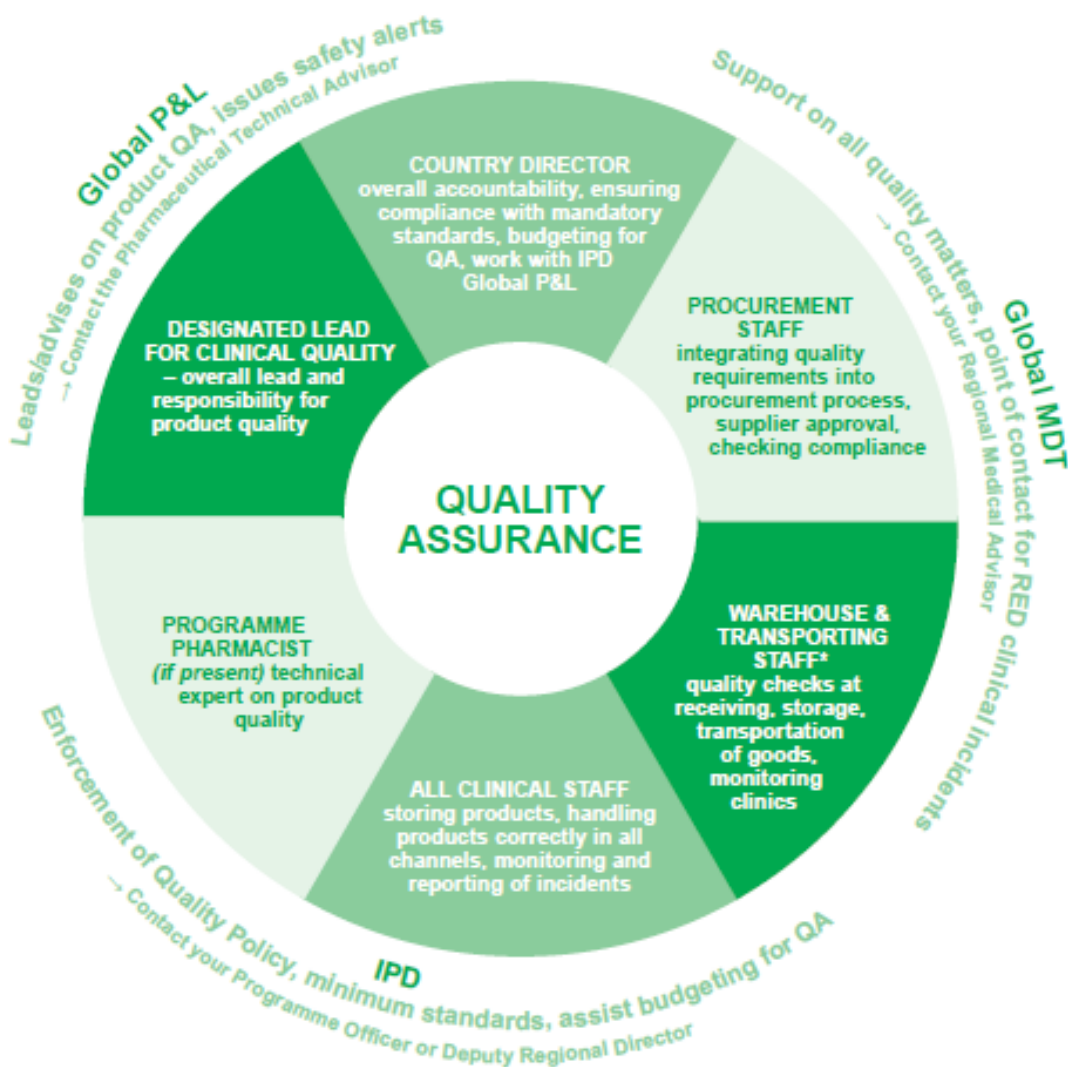 Global P&L
Leads/advises on product QA, issues safety alerts
→ Contact the Pharmaceutical Technical Advisor
Support on all quality matters, point of contact for RED clinical incidents
→ Contact your Regional Medical Advisor
Global MDT
COUNTRY DIRECTOR
overall accountability, ensuring
compliance with mandatory
standards, budgeting for
QA, work with IPD
Global P&L
PROCUREMENT
STAFF
integrating quality
requirements into
procurement process,
supplier approval,
checking compliance
WAREHOUSE &
TRANSPORTING
STAFF*
quality checks at
receiving, storage,
transportation
of goods,
monitoring
clinics
ALL CLINICAL STAFF
storing products, handling
products correctly in all
channels, monitoring and
reporting of incidents
PROGRAMME
PHARMACIST
(if present) technical
expert on product
quality
DESIGNATED LEAD
FOR CLINICAL QUALITY
– overall lead and
responsibility for
product quality
QUALITY
ASSURANCE
IPD
Enforcement of Quality Policy, minimum standards, assist budgeting for QA
→ Contact your Programme Officer or Deputy Regional Director